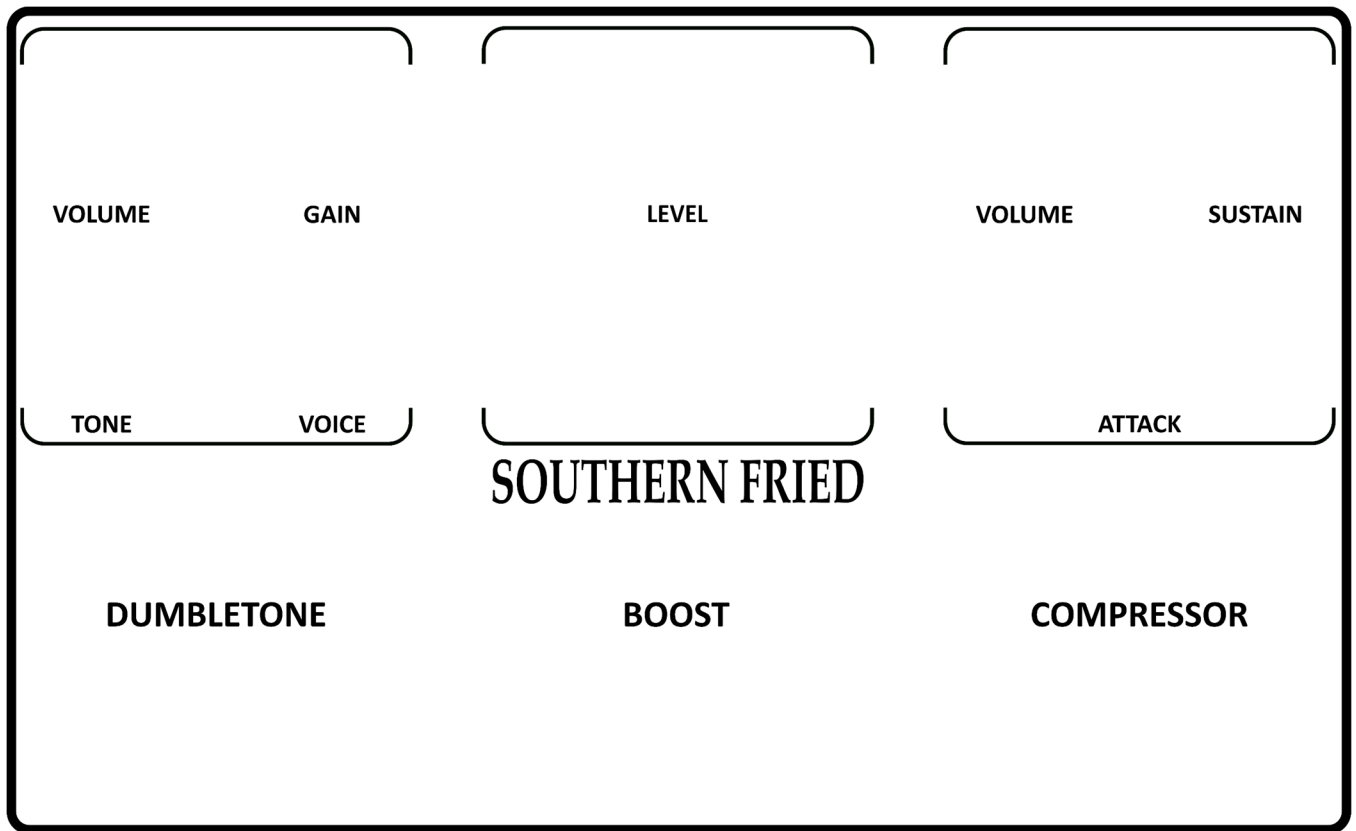 VOLUME GAIN LEVEL VOLUME SUSTAIN
TONE VOICE ATTACK
SOUTHERN FRIED
DUMBLETONE BOOST COMPRESSOR